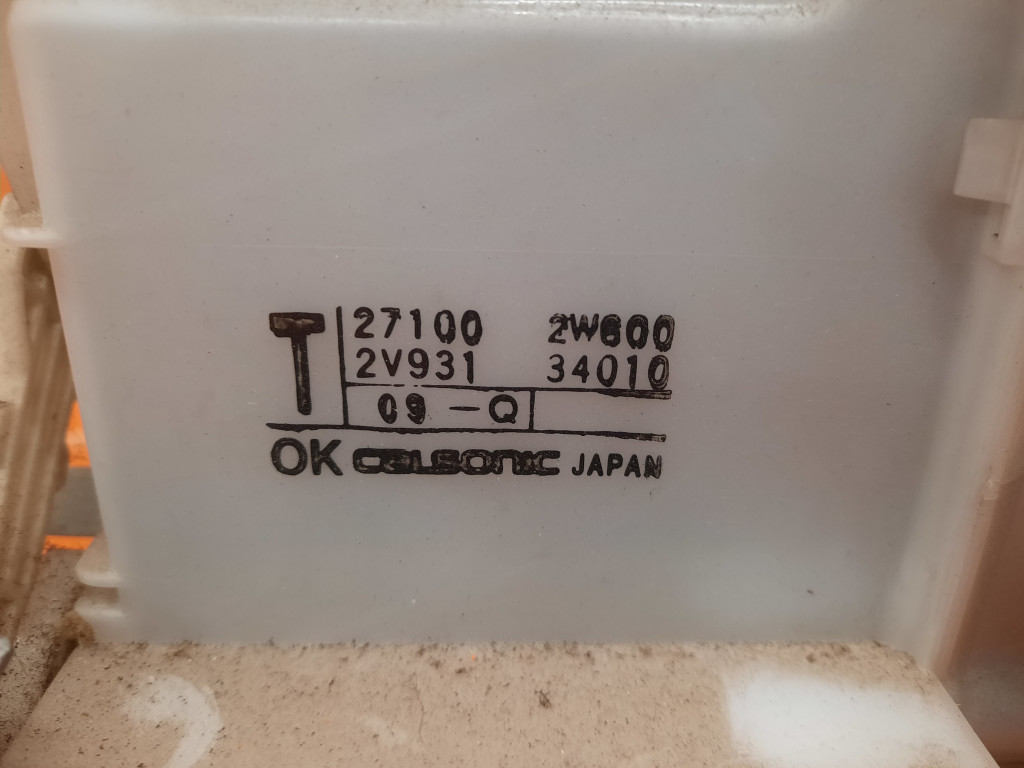 T 27100 2W600
2V931 34010
09 - Q
OK CALSONIC JAPAN